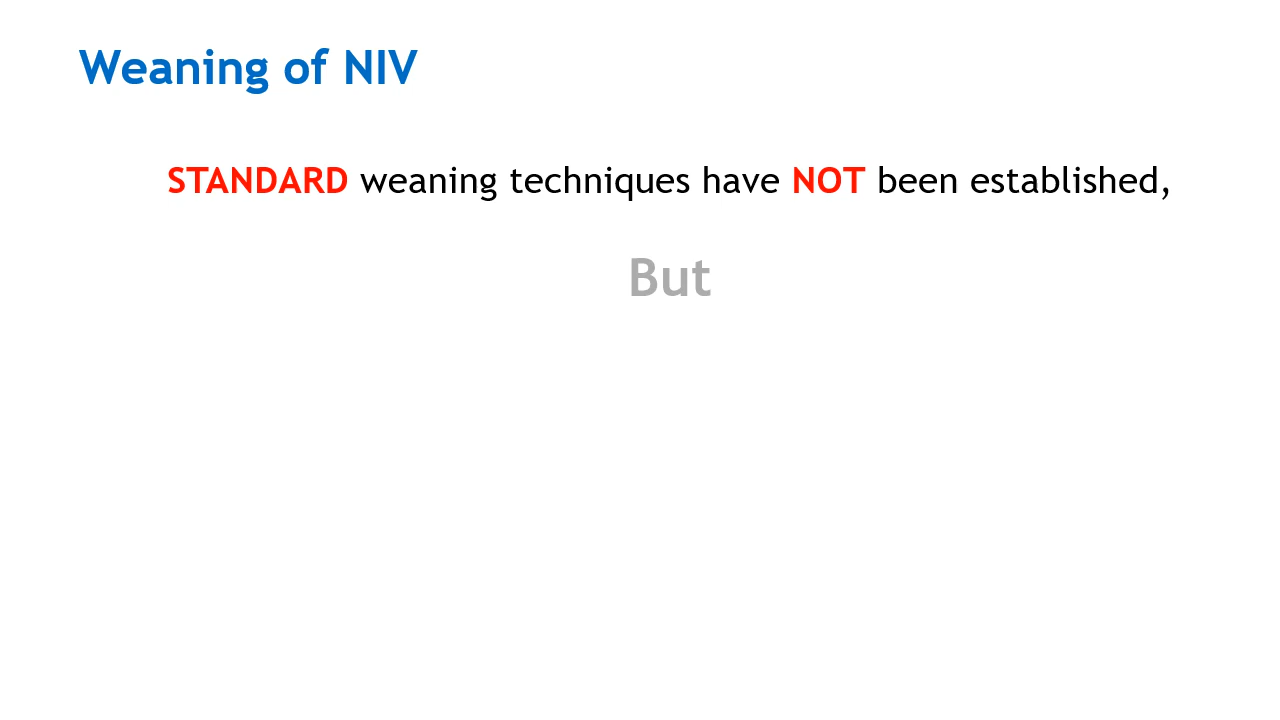 Weaning of NIV
STANDARD weaning techniques have NOT been established,
But